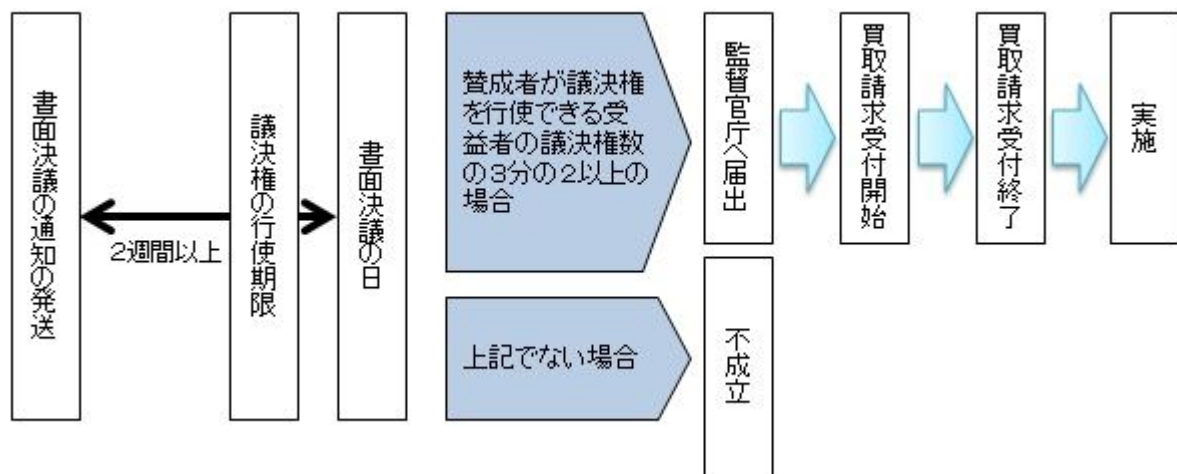 書面決議の通知の発送
2週間以上
議決権の行使期限
書面決議の日
賛成者が議決権
を行使できる受
益者の議決権数
の3分の2以上の
場合
上記でない場合
監督官庁へ届出
不成立
買取請求受付開始
買取請求受付終了
実施